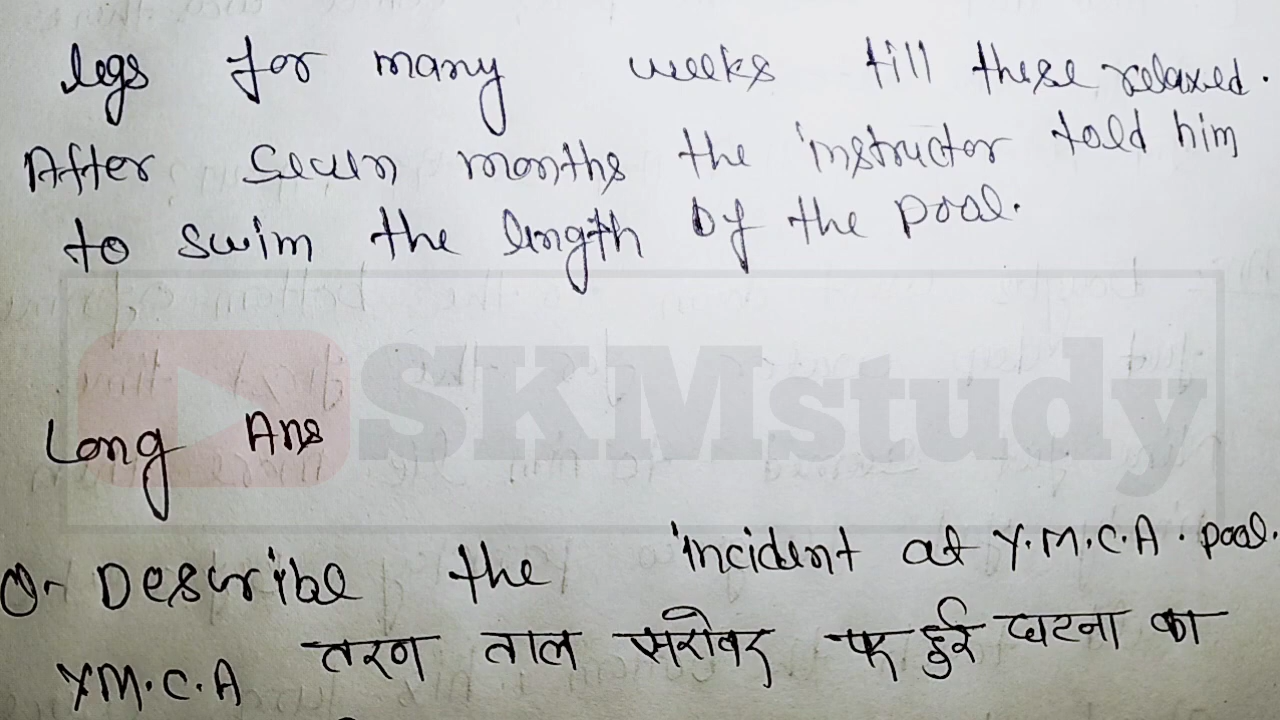 legs for many weeks till these relaxed.
After seven months the instructor told him
to swim the length of the pool.
SKMstudy
Long Ans
Q- Describe the incident at Y.M.C.A. pool.
Y.M.C.A तरण ताल सरोवर पर हुई घटना का